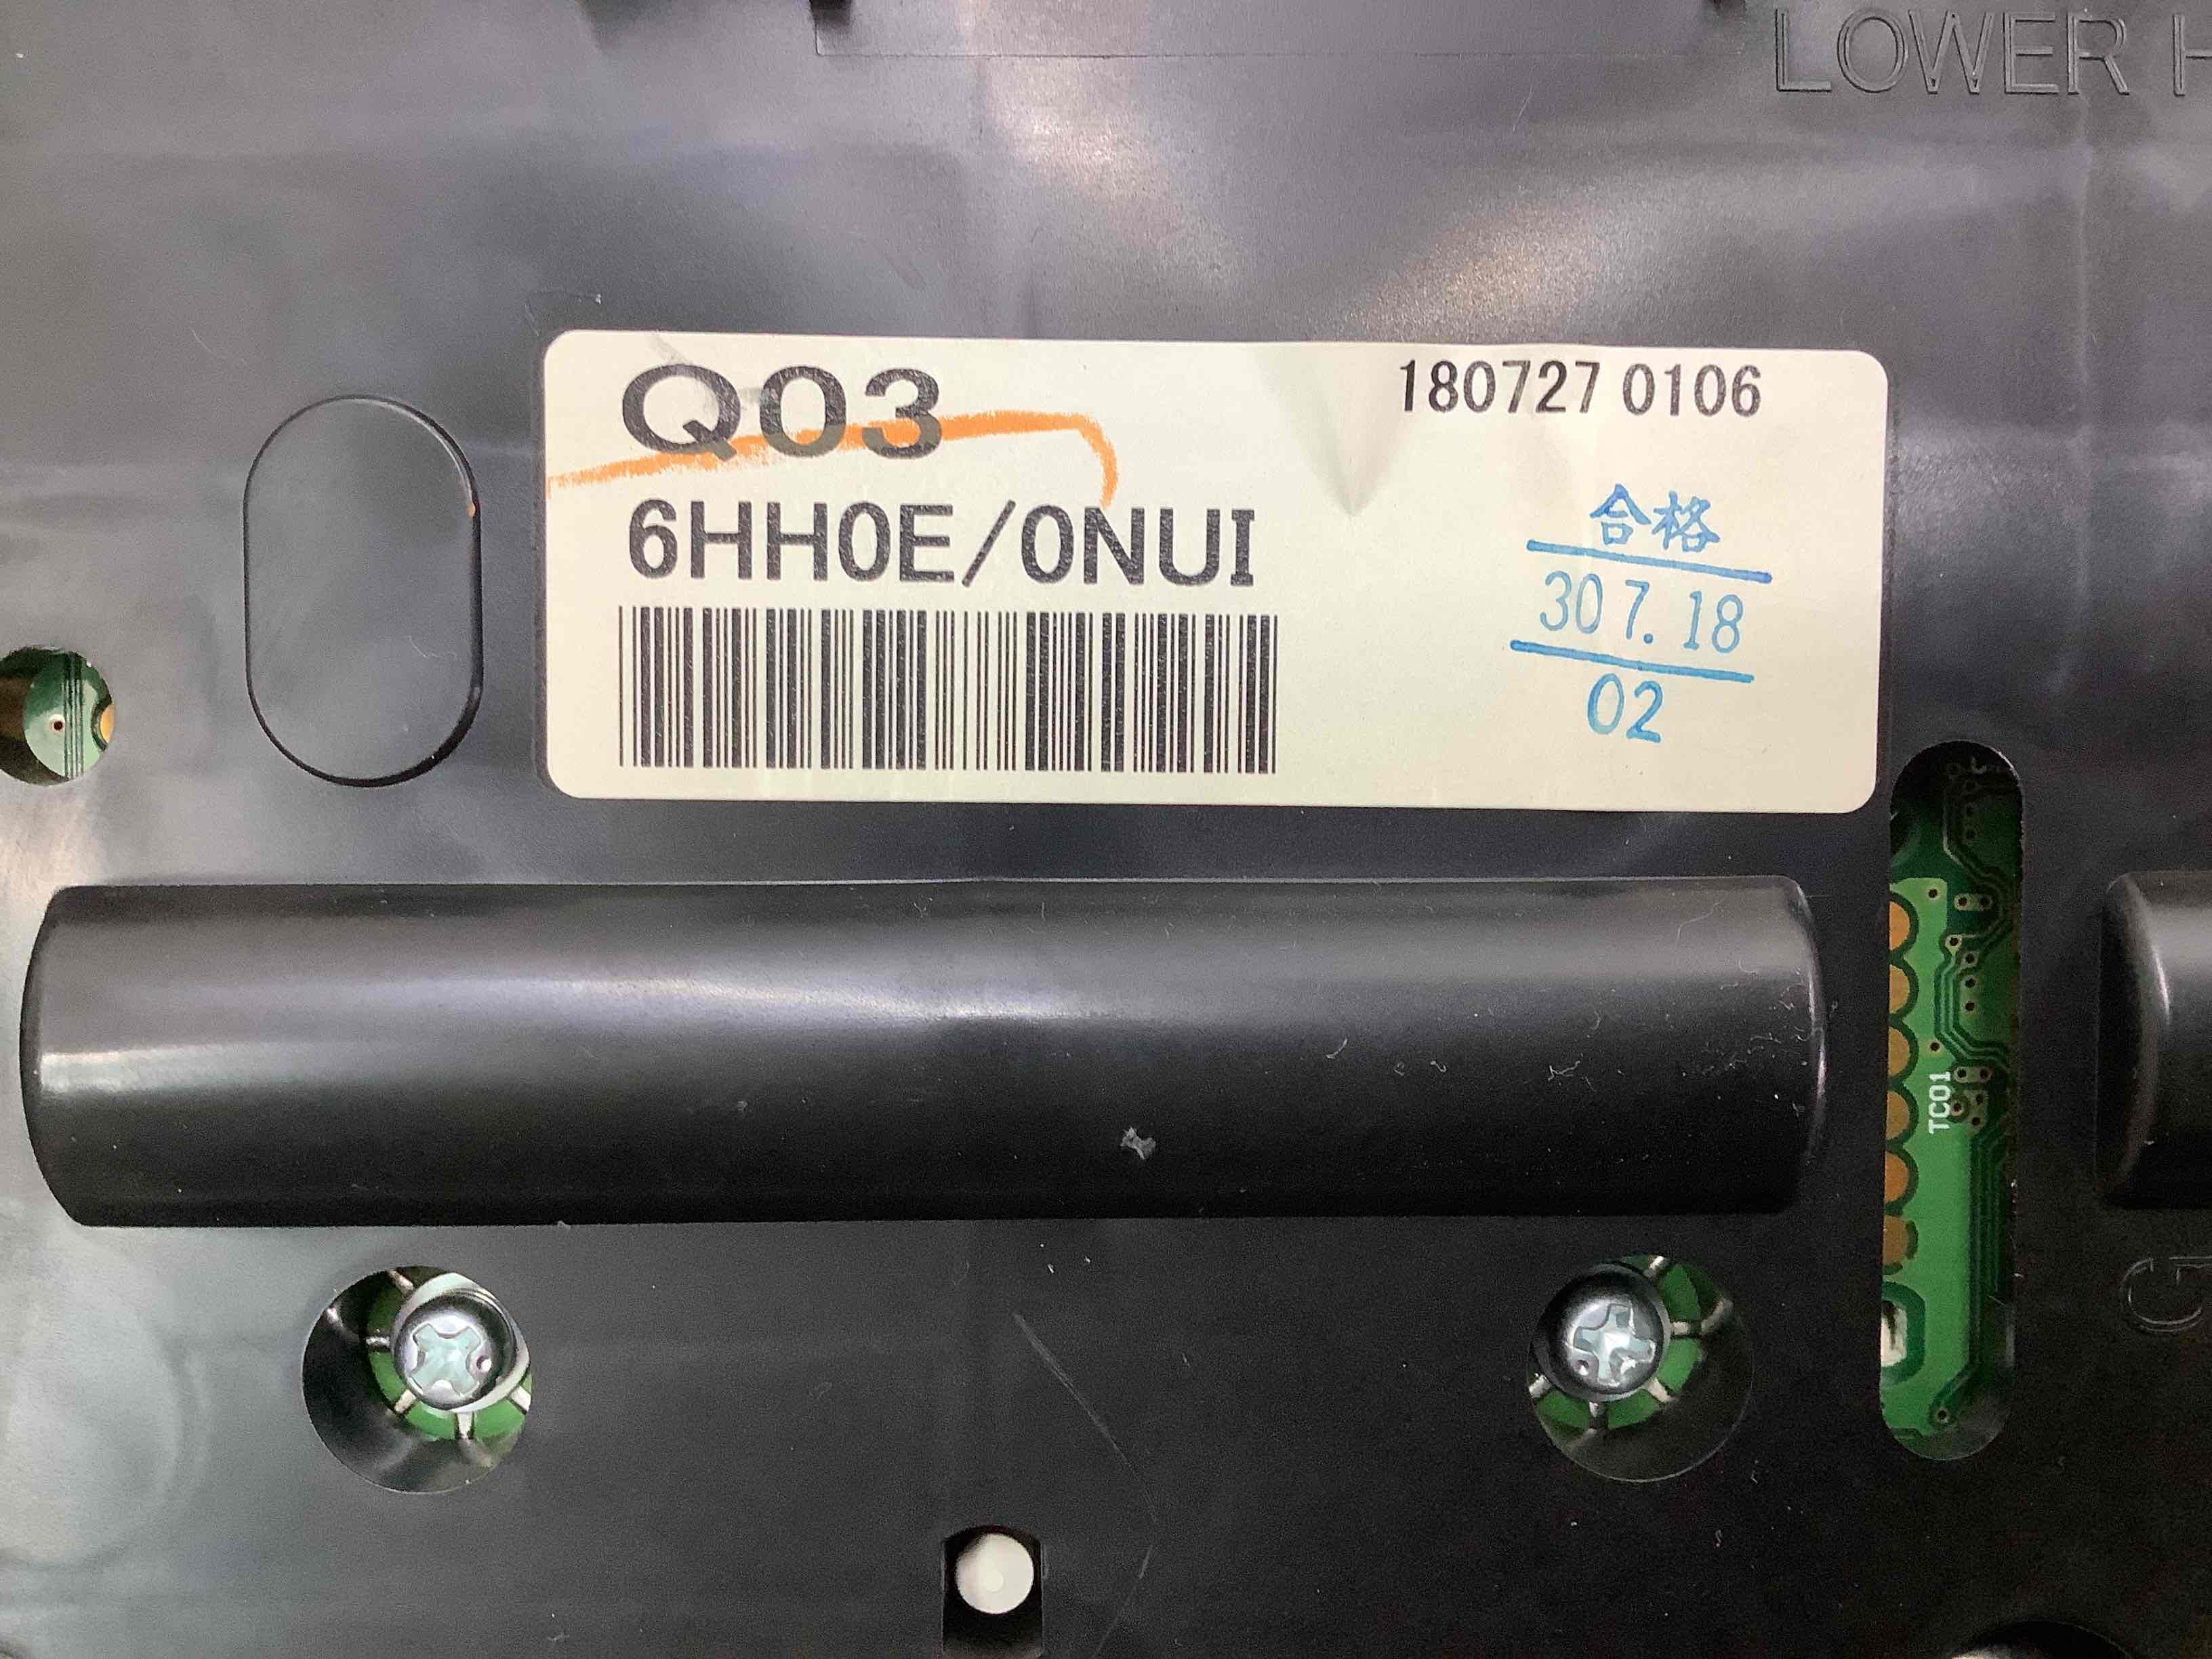 LOWER H
Q03
180727 0106
6HH0E/0NUI
合格
30 7. 18
02
TC01
G